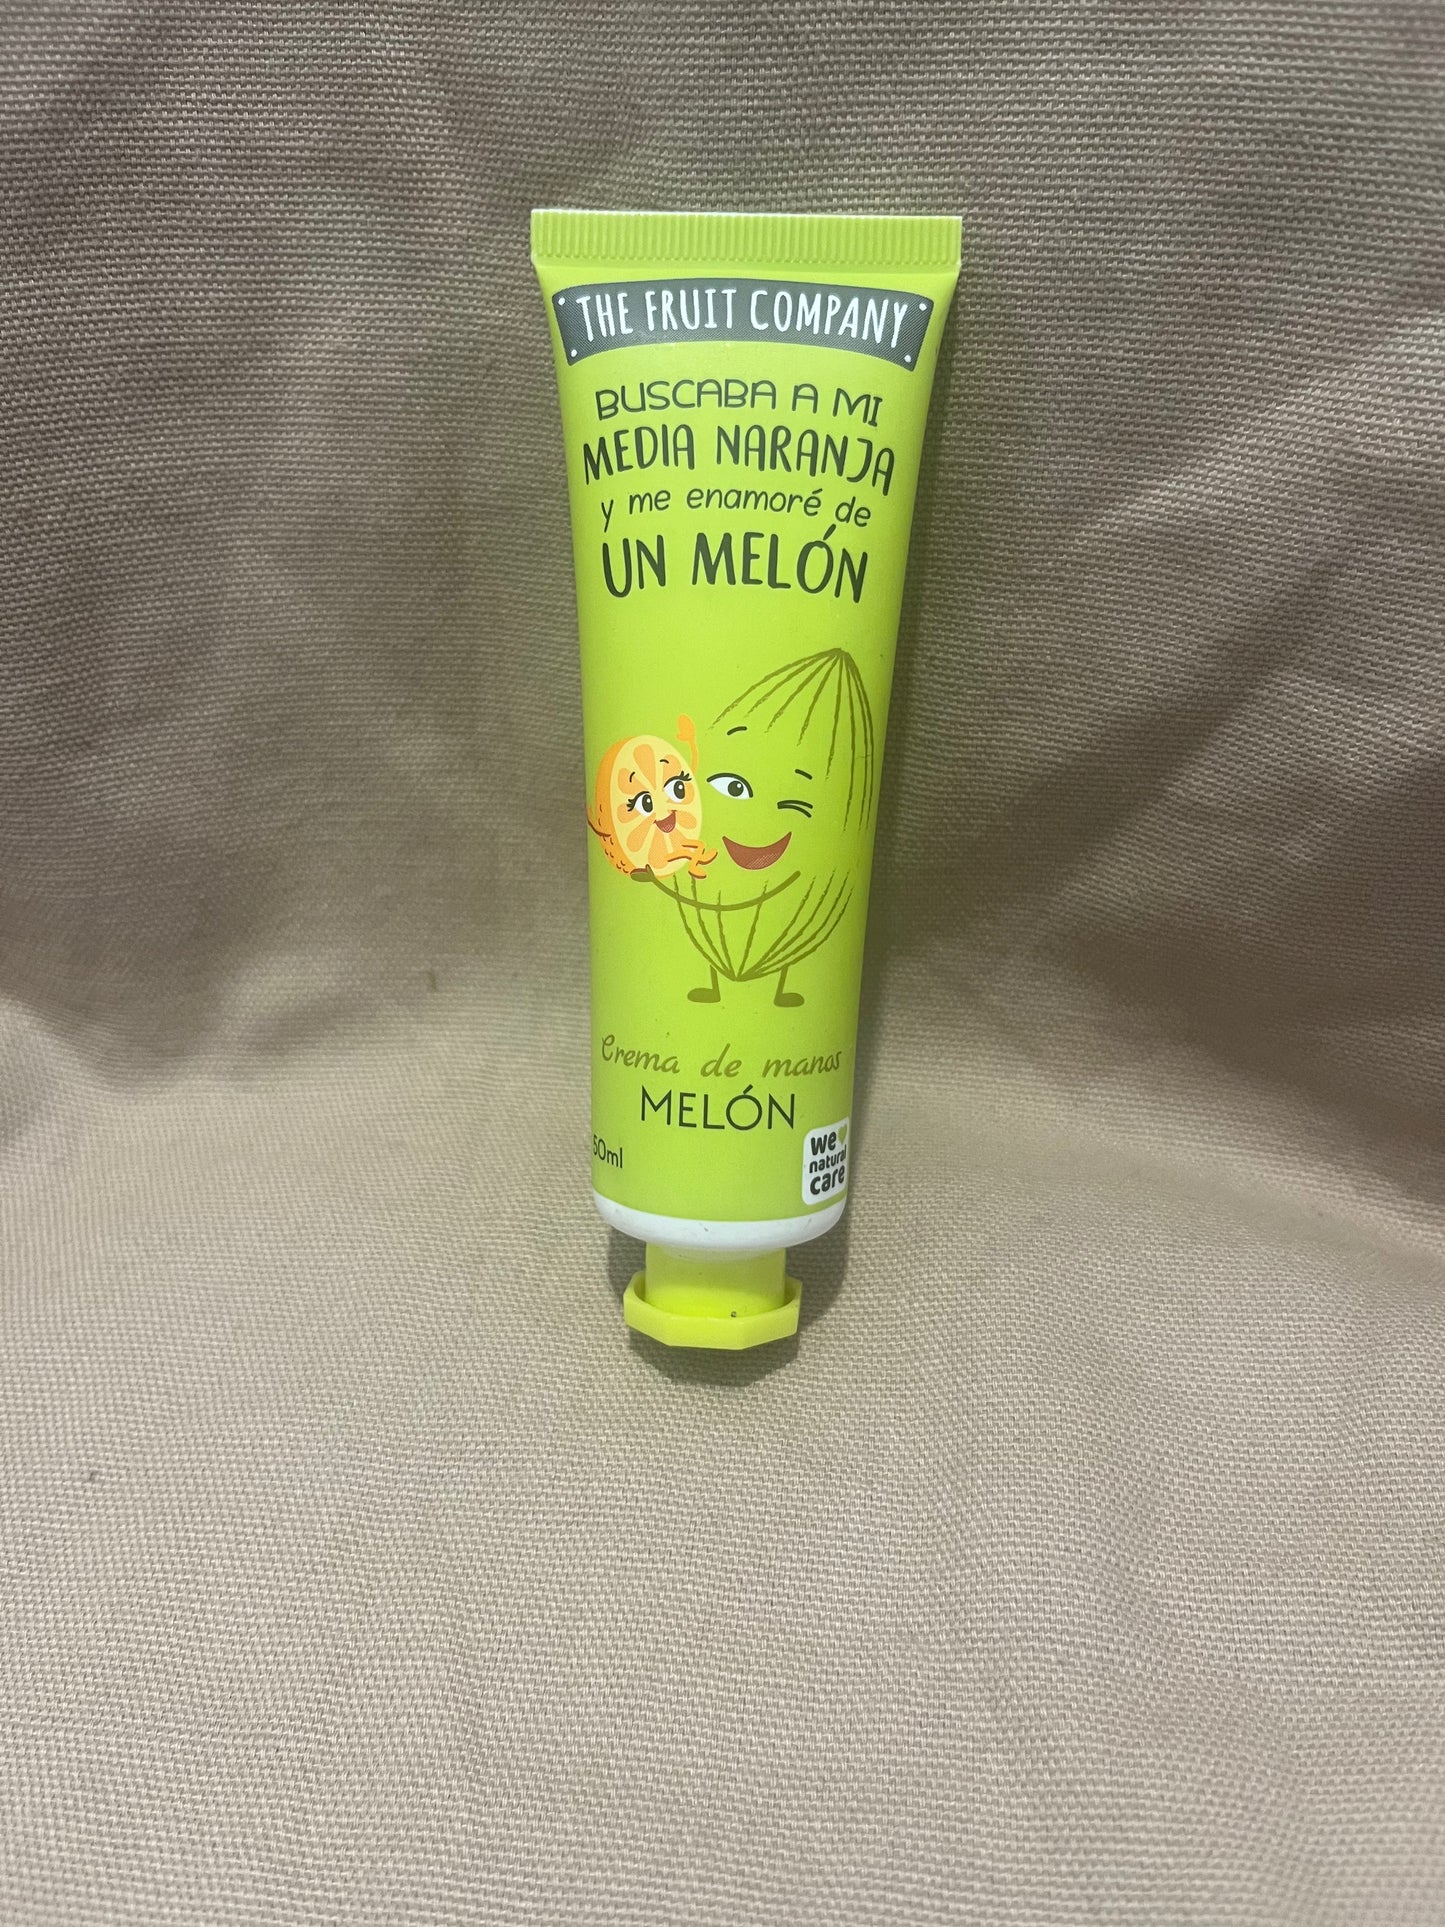 THE FRUIT COMPANY
BUSCABA A MI
MEDIA NARANJA
y me enamoré de
UN MELÓN
Crema de manos
MELÓN
50ml
we
natural
care